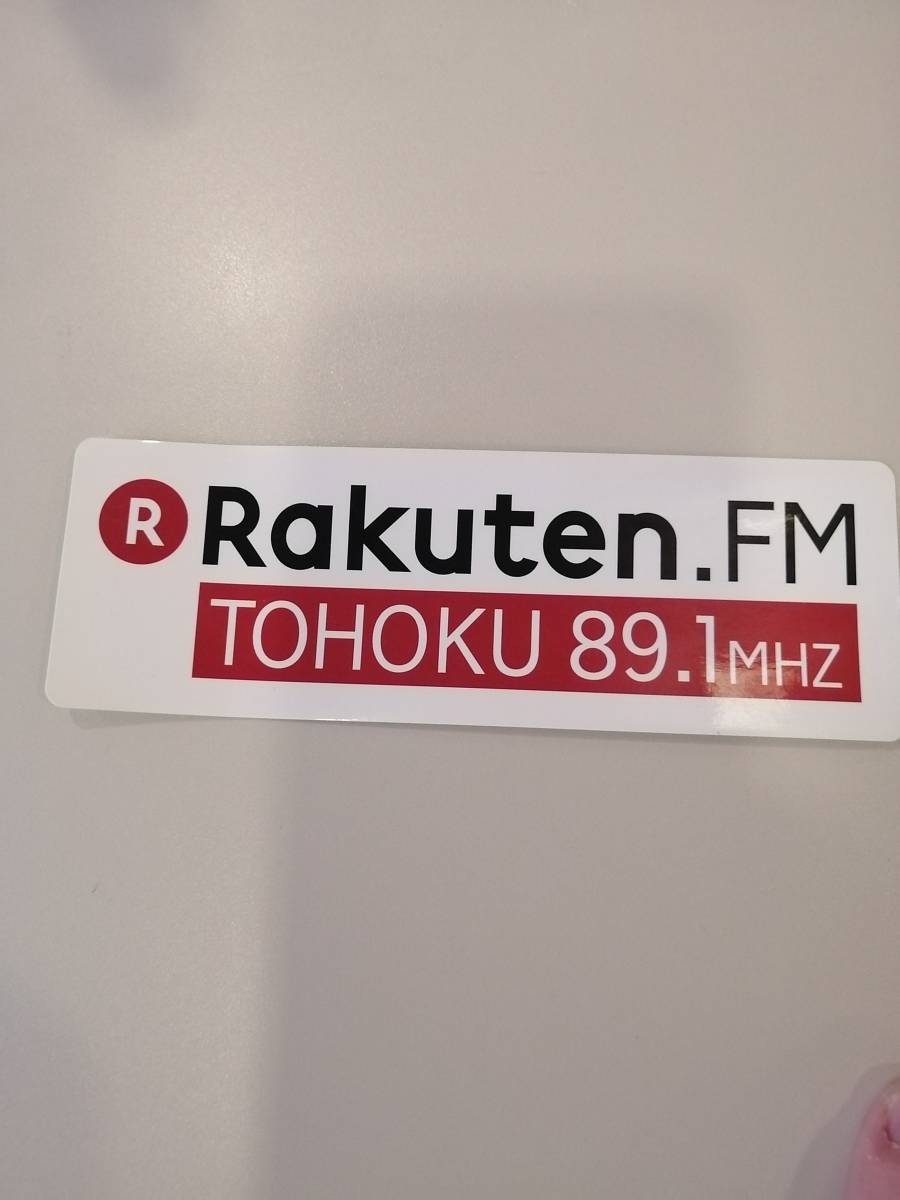 R Rakuten.FM
TOHOKU 89.1MHZ